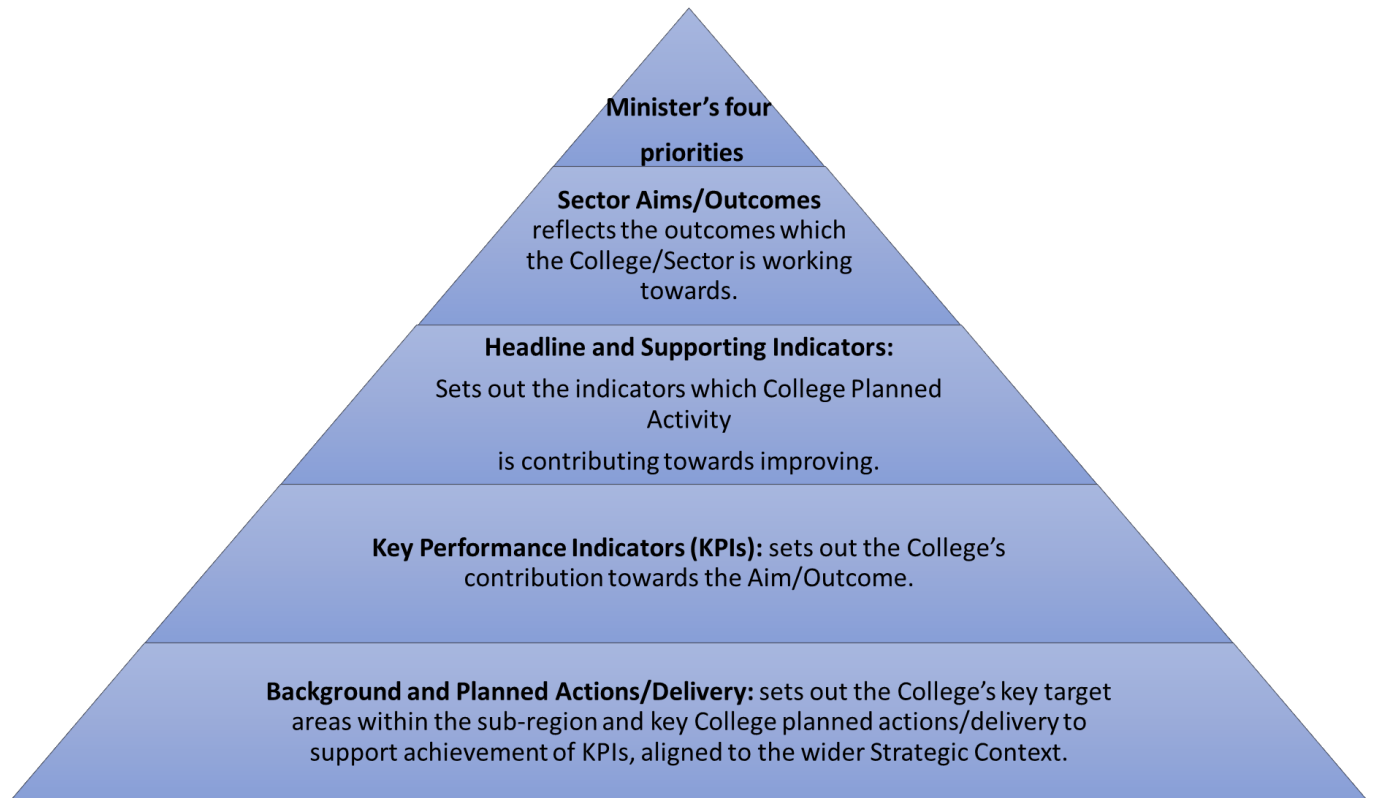 Minister’s four
priorities
Sector Aims/Outcomes
reflects the outcomes which
the College/Sector is working
towards.
Headline and Supporting Indicators:
Sets out the indicators which College Planned
Activity
is contributing towards improving.
Key Performance Indicators (KPIs): sets out the College’s
contribution towards the Aim/Outcome.
Background and Planned Actions/Delivery: sets out the College’s key target
areas within the sub-region and key College planned actions/delivery to
support achievement of KPIs, aligned to the wider Strategic Context.